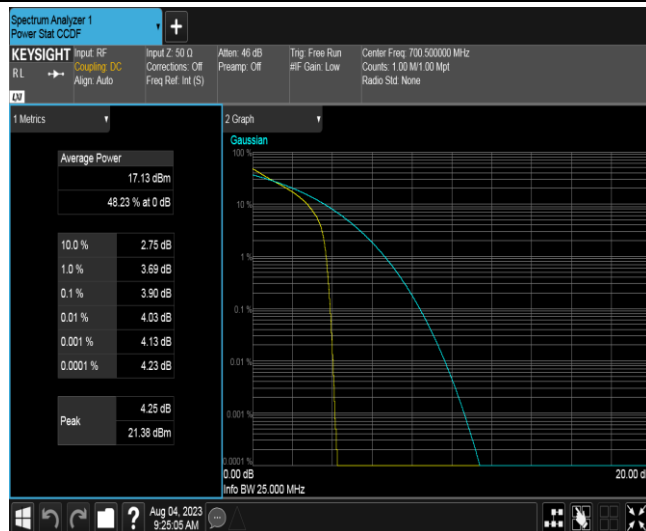 Spectrum Analyzer 1
Power Stat CCDF
+
KEYSIGHT
RL
Input: RF
Coupling: DC
Align: Auto
Input Z: 50 Ω
Corrections: Off
Freq Ref: Int (S)
Atten: 46 dB
Preamp: Off
Trig: Free Run
#IF Gain: Low
Center Freq: 700.500000 MHz
Counts: 1.00 M/1.00 Mpt
Radio Std: None
1 Metrics
Average Power
17.13 dBm
48.23 % at 0 dB
10.0 % 2.75 dB
1.0 % 3.69 dB
0.1 % 3.90 dB
0.01 % 4.03 dB
0.001 % 4.13 dB
0.0001 % 4.23 dB
Peak
4.25 dB
21.38 dBm
2 Graph
Gaussian
100 %
10 %
1 %
0.1 %
0.01 %
0.001 %
0.0001 %
0.00 dB
20.00 d
Info BW 25.000 MHz
?
Aug 04, 2023
9:25:05 AM